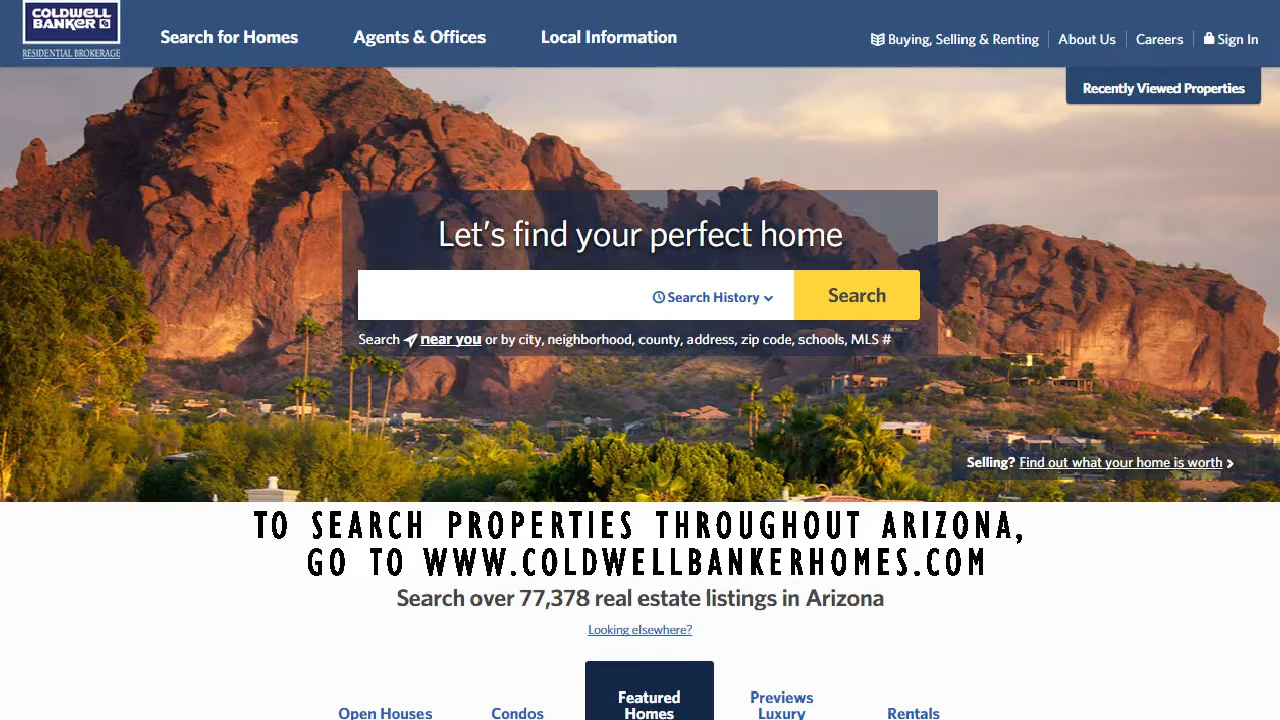 COLDWELL
BANKER CB
RESIDENTIAL BROKERAGE
Search for Homes
Agents & Offices
Local Information
Buying, Selling & Renting
About Us
Careers
Sign In
Recently Viewed Properties
Let's find your perfect home
Search History
Search
Search near you or by city, neighborhood, county, address, zip code, schools, MLS #
Selling? Find out what your home is worth
TO SEARCH PROPERTIES THROUGHOUT ARIZONA,
GO TO WWW.COLDWELLBANKERHOMES.COM
Search over 77,378 real estate listings in Arizona
Looking elsewhere?
Open Houses
Condos
Featured
Homes
Previews
Luxury
Rentals